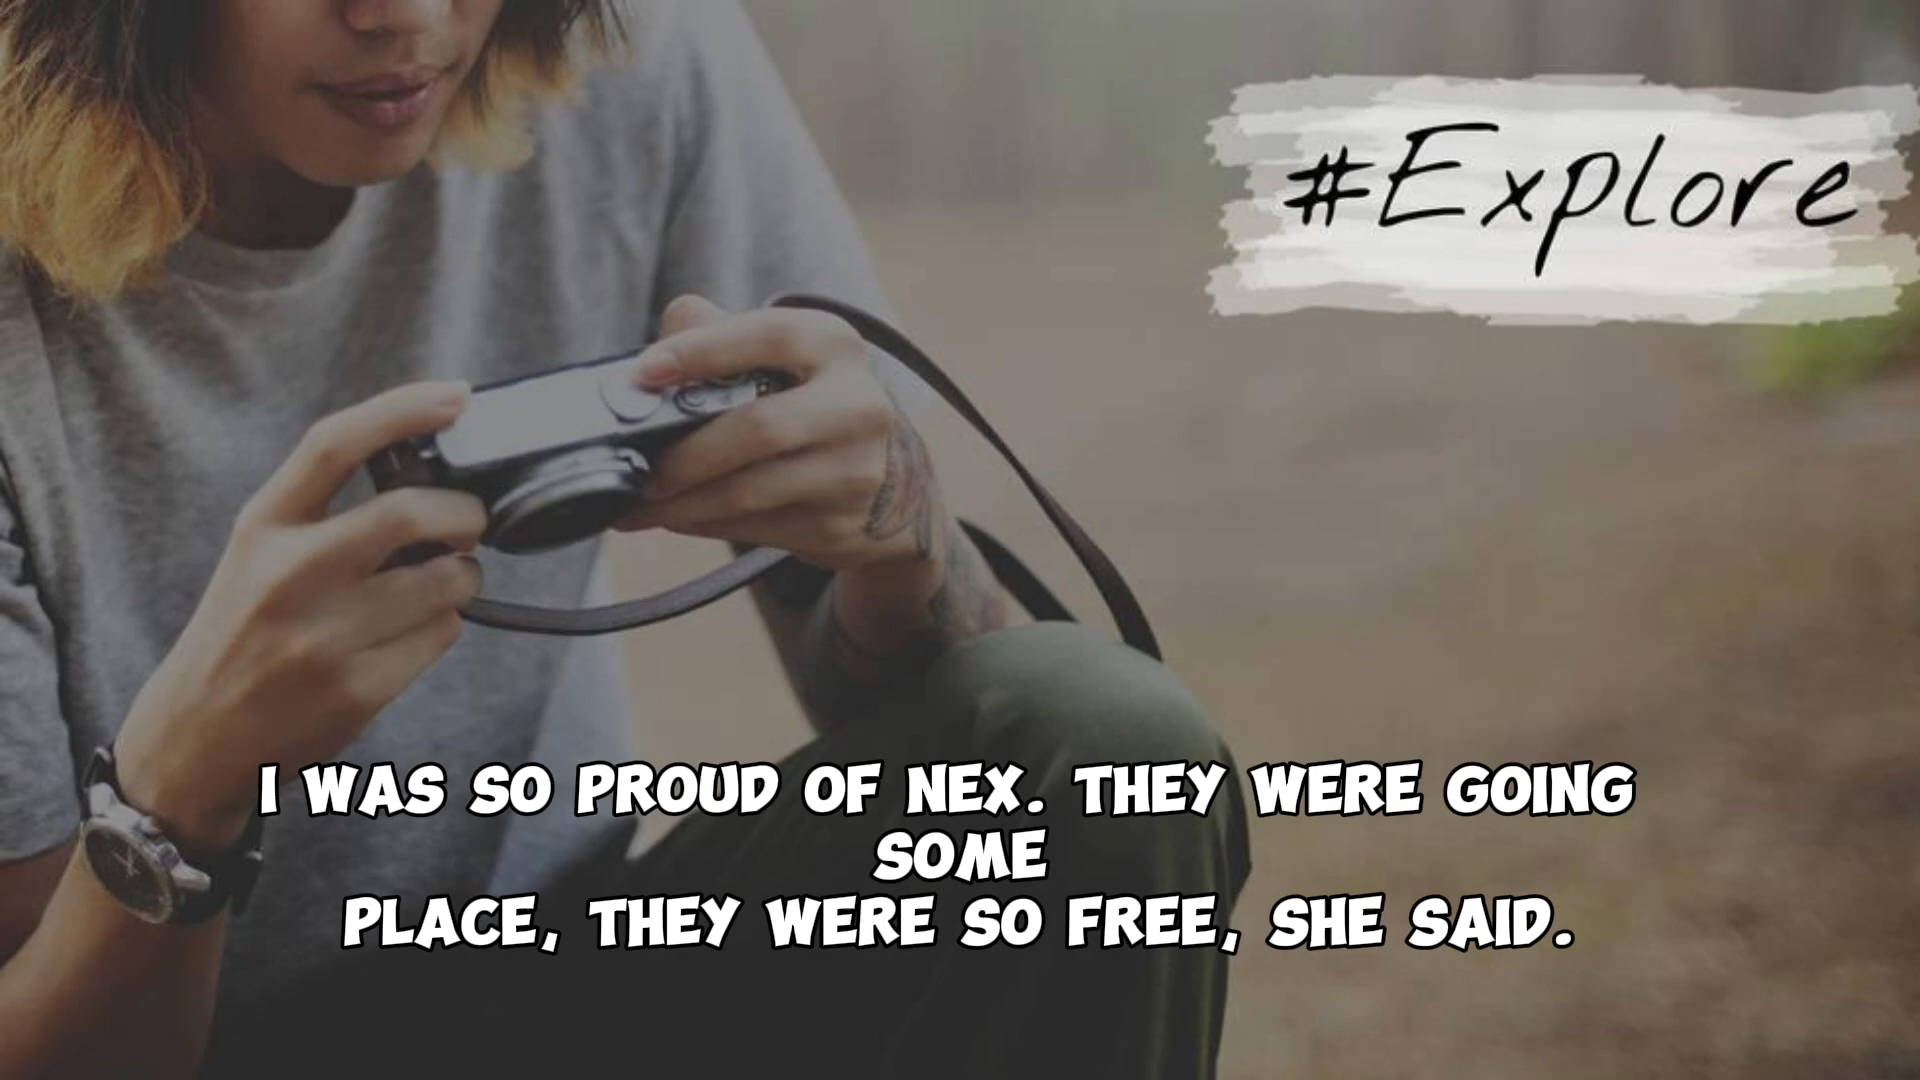 #Explore
I WAS SO PROUD OF NEX. THEY WERE GOING
SOME
PLACE, THEY WERE SO FREE, SHE SAID.